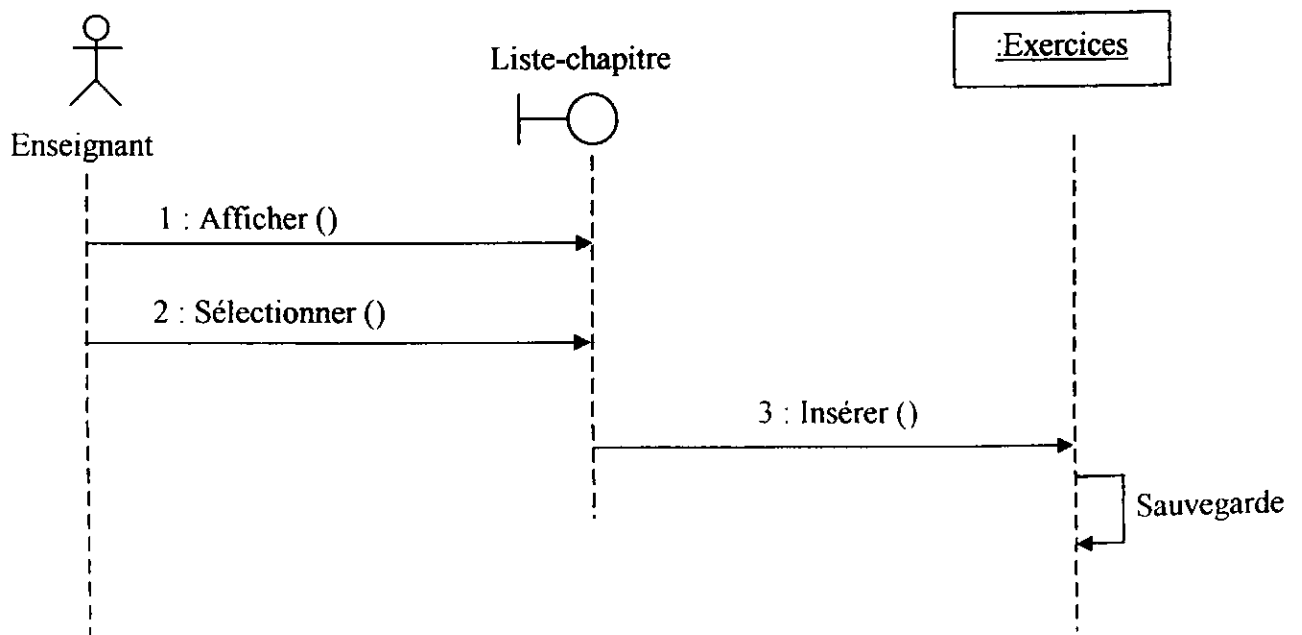 :Exercices
Liste-chapitre
Enseignant
1 : Afficher ()
2 : Sélectionner ()
3 : Insérer ()
Sauvegarde